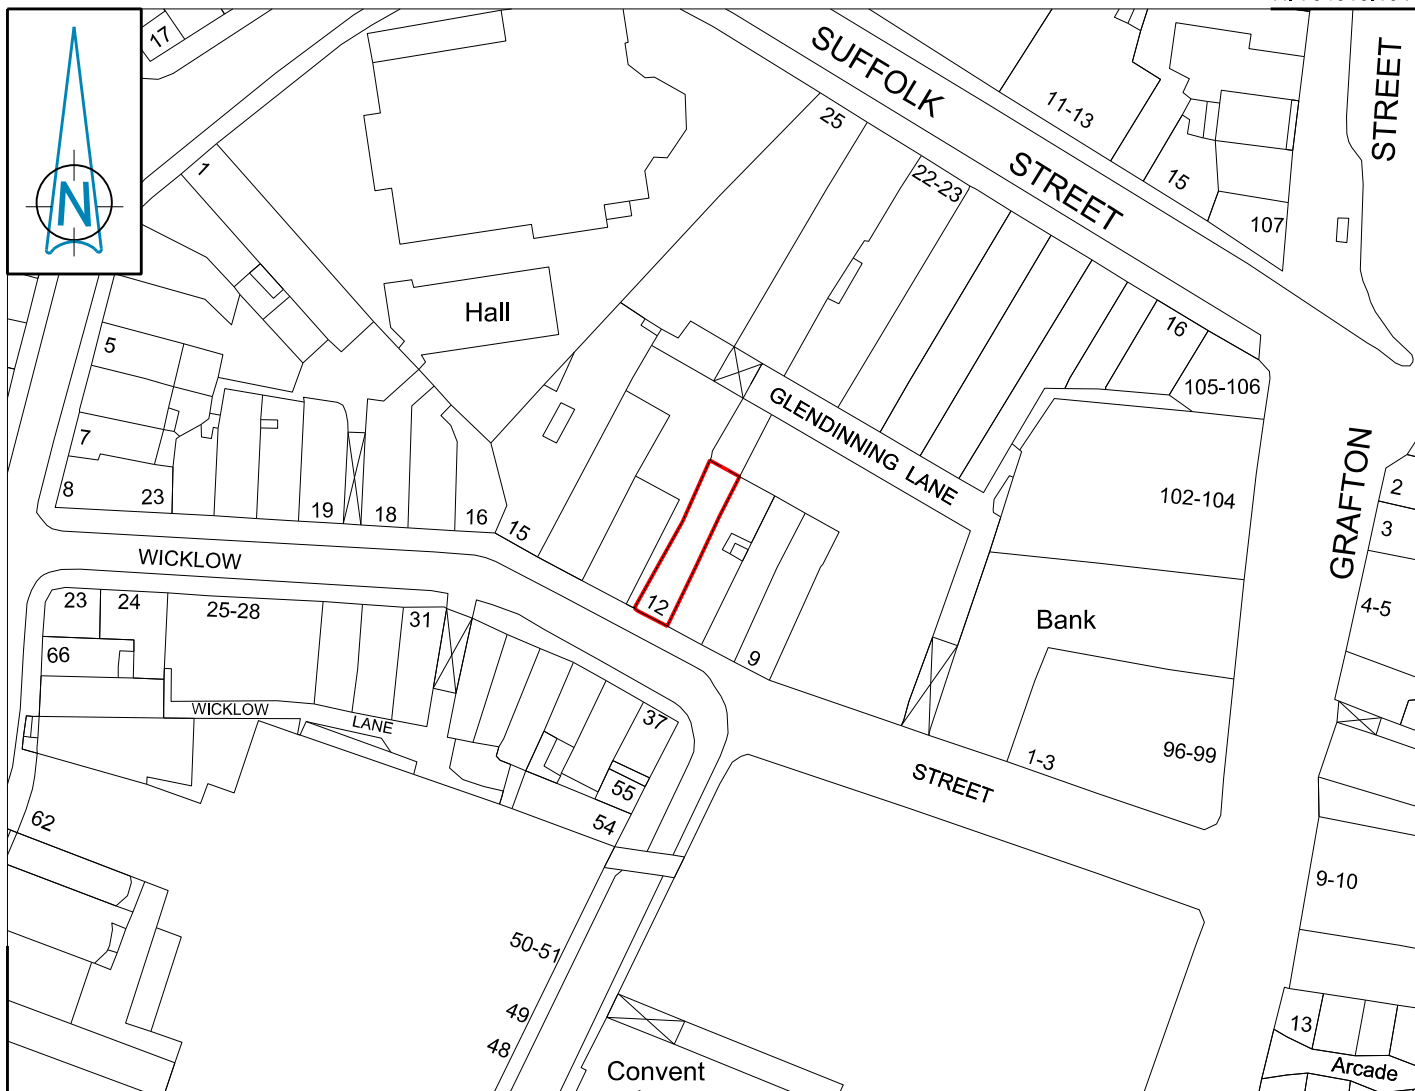 17
N
1
SUFFOLK
STREET
11-13
STREET
25
22-23
15
107
Hall
16
105-106
5
7
8
23
19
18
16
15
GLENDINNING LANE
GRAFTON
102-104
2
3
4-5
WICKLOW
12
9
Bank
23
24
25-28
31
66
WICKLOW
LANE
37
55
54
STREET
1-3
96-99
62
9-10
50-51
49
48
13
Convent
Arcade